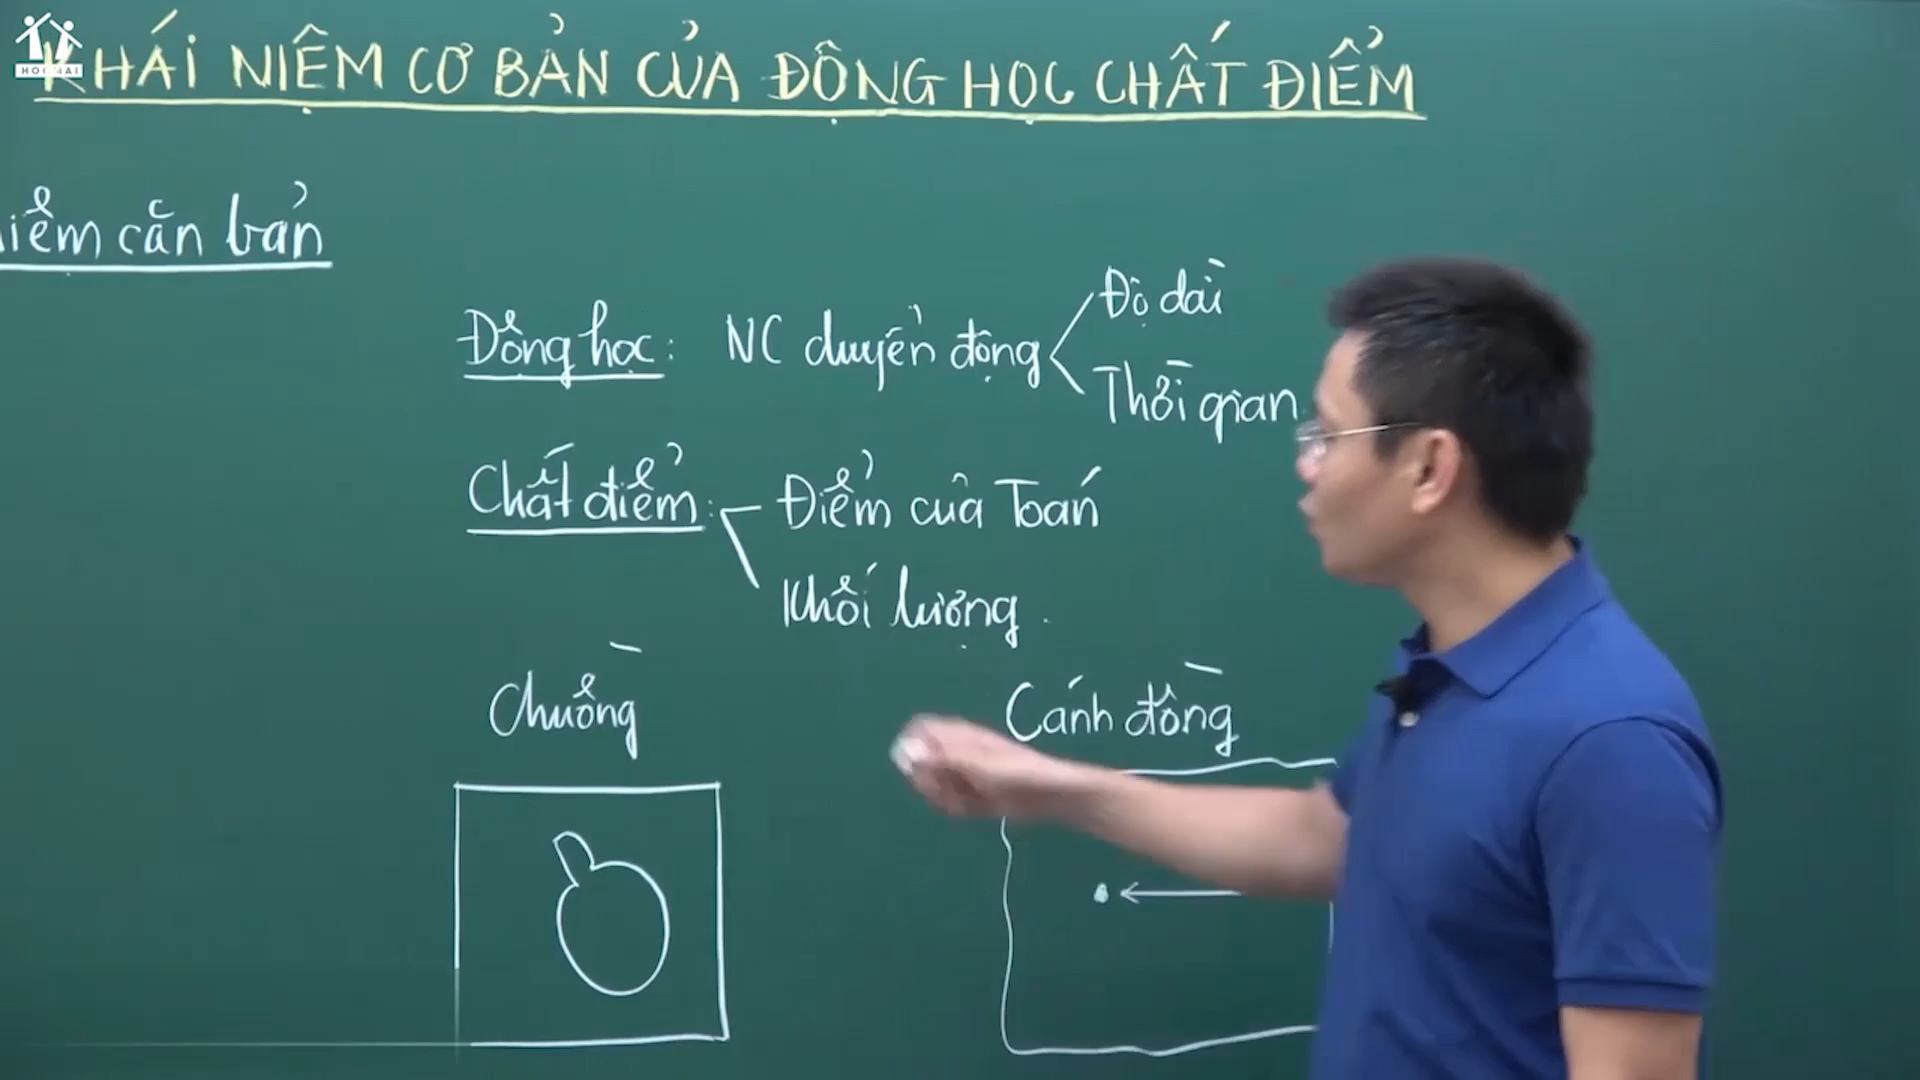 KHÁI NIỆM CƠ BẢN CỦA ĐỘNG HỌC CHẤT ĐIỂM
căn bản
Động học: NC chuyển động
Độ dài
Thời gian
Chất điểm:
Điểm của Toán
Khối lượng.
Chuồng
Cánh đồng